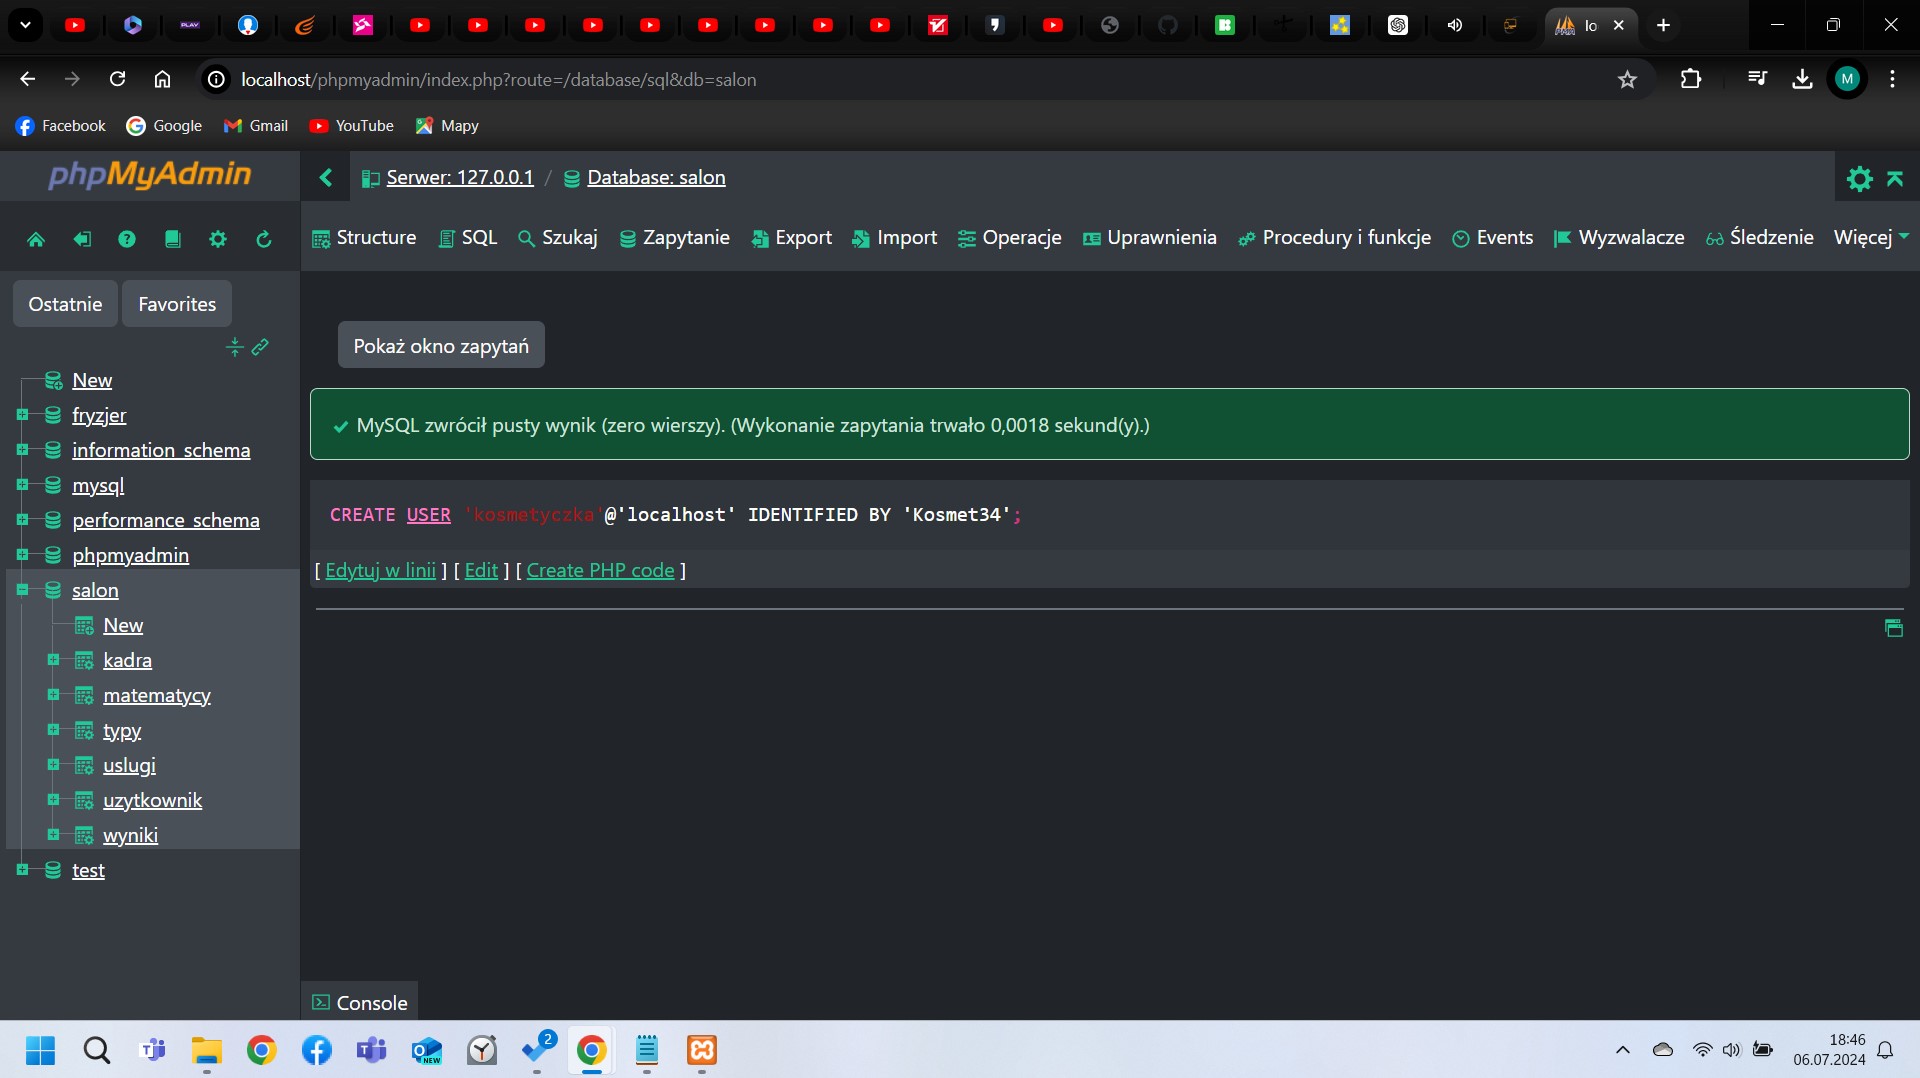 PLAY
lo
localhost/phpmyadmin/index.php?route=/database/sql&db=salon
M
Facebook Google Gmail YouTube Mapy
phpMyAdmin
Serwer: 127.0.0.1 / Database: salon
Structure SQL Szukaj Zapytanie Export Import Operacje Uprawnienia Procedury i funkcje Events Wyzwalacze Śledzenie Więcej
Ostatnie Favorites
New
fryzjer
information_schema
mysql
performance_schema
phpmyadmin
salon
New
kadra
matematycy
typy
uslugi
uzytkownik
wyniki
test
Pokaż okno zapytań
MySQL zwrócił pusty wynik (zero wierszy). (Wykonanie zapytania trwało 0,0018 sekund(y).)
CREATE USER 'kosmetyczka'@'localhost' IDENTIFIED BY 'Kosmet34';
[ Edytuj w linii ] [ Edit ] [ Create PHP code ]
Console
NEW
2
18:46
06.07.2024